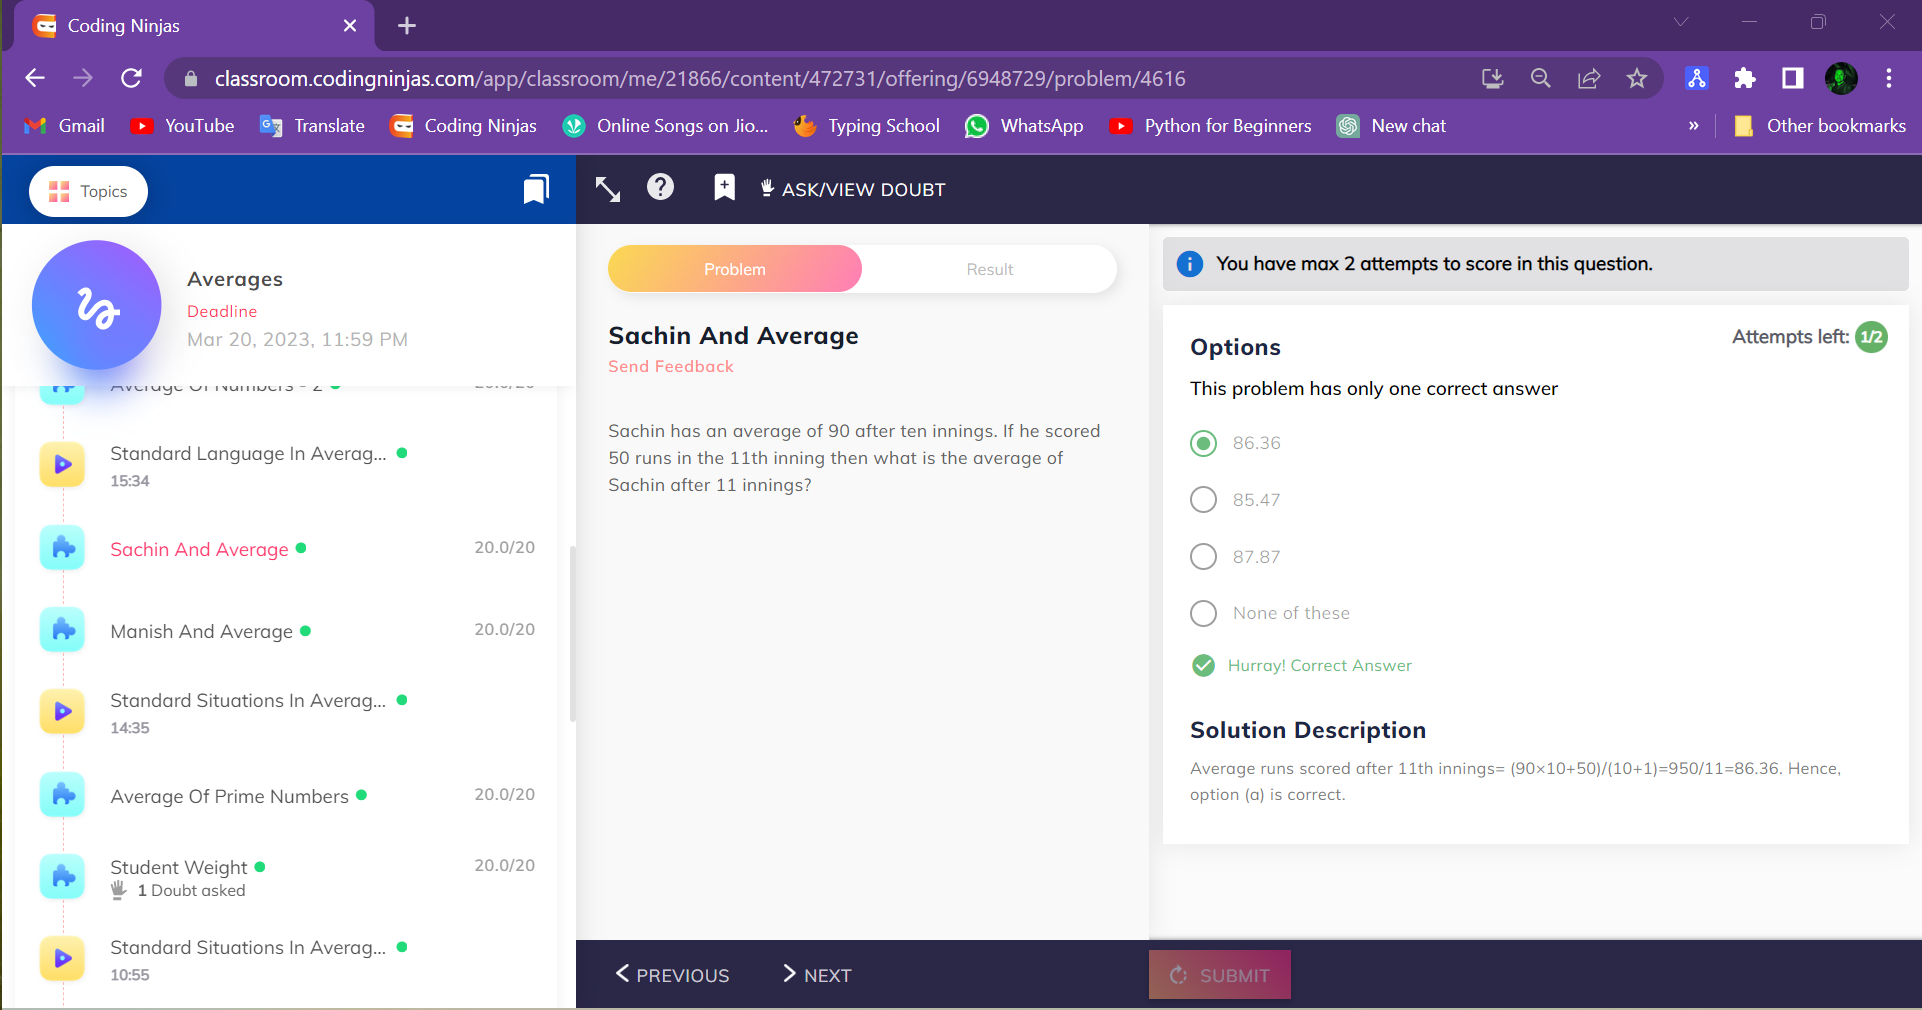 Coding Ninjas
classroom.codingninjas.com/app/classroom/me/21866/content/472731/offering/6948729/problem/4616
Gmail
YouTube
Translate
Coding Ninjas
Online Songs on Jio...
Typing School
WhatsApp
Python for Beginners
New chat
»
Other bookmarks
Topics
ASK/VIEW DOUBT
Averages
Deadline
Mar 20, 2023, 11:59 PM
Average Of Numbers - 2
20.0/20
Standard Language In Averag...
15:34
Sachin And Average
20.0/20
Manish And Average
20.0/20
Standard Situations In Averag...
14:35
Average Of Prime Numbers
20.0/20
Student Weight
20.0/20
1 Doubt asked
Standard Situations In Averag...
10:55
Problem
Result
Sachin And Average
Send Feedback
Sachin has an average of 90 after ten innings. If he scored
50 runs in the 11th inning then what is the average of
Sachin after 11 innings?
You have max 2 attempts to score in this question.
Attempts left: 1/2
Options
This problem has only one correct answer
86.36
85.47
87.87
None of these
Hurray! Correct Answer
Solution Description
Average runs scored after 11th innings= (90×10+50)/(10+1)=950/11=86.36. Hence,
option (a) is correct.
PREVIOUS
NEXT
SUBMIT